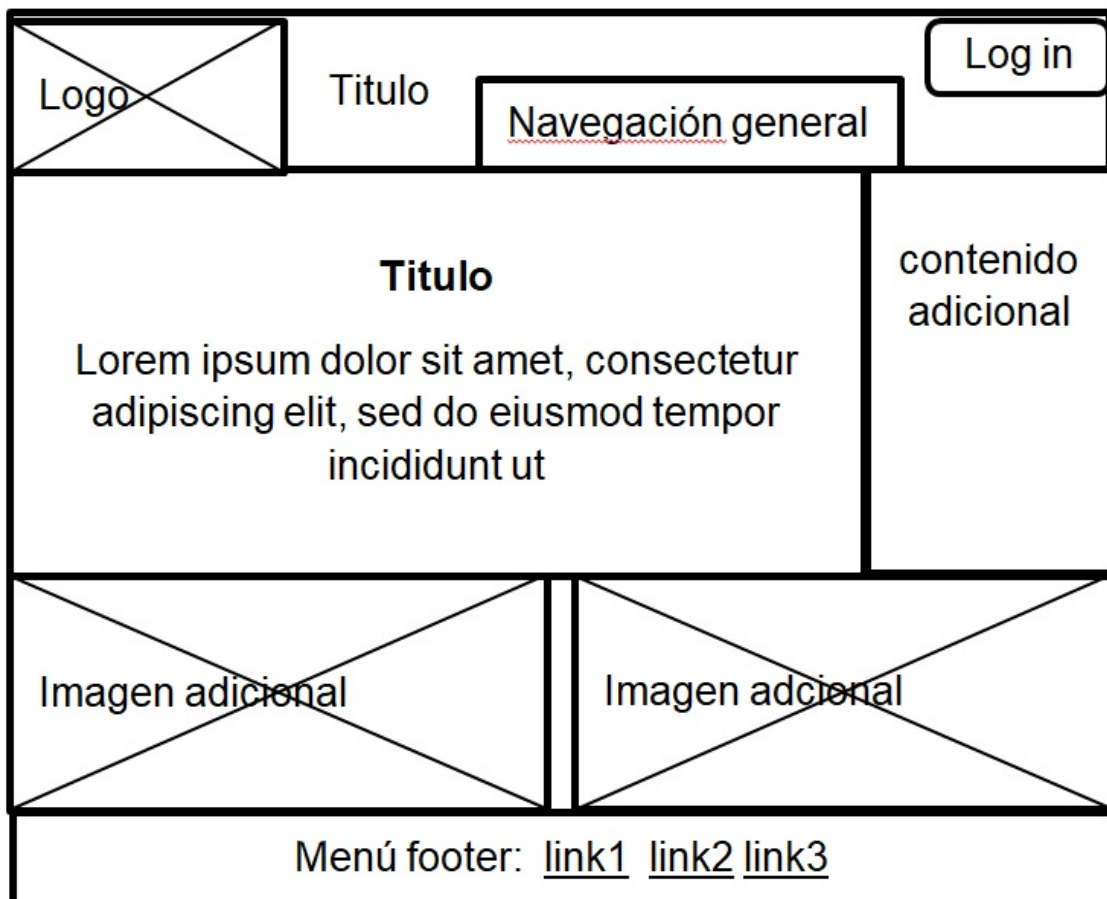 Logo
Titulo
Log in
Navegación general
Titulo
Lorem ipsum dolor sit amet, consectetur
adipiscing elit, sed do eiusmod tempor
incididunt ut
contenido
adicional
Imagen adicional
Imagen adcional
Menú footer: link1 link2 link3